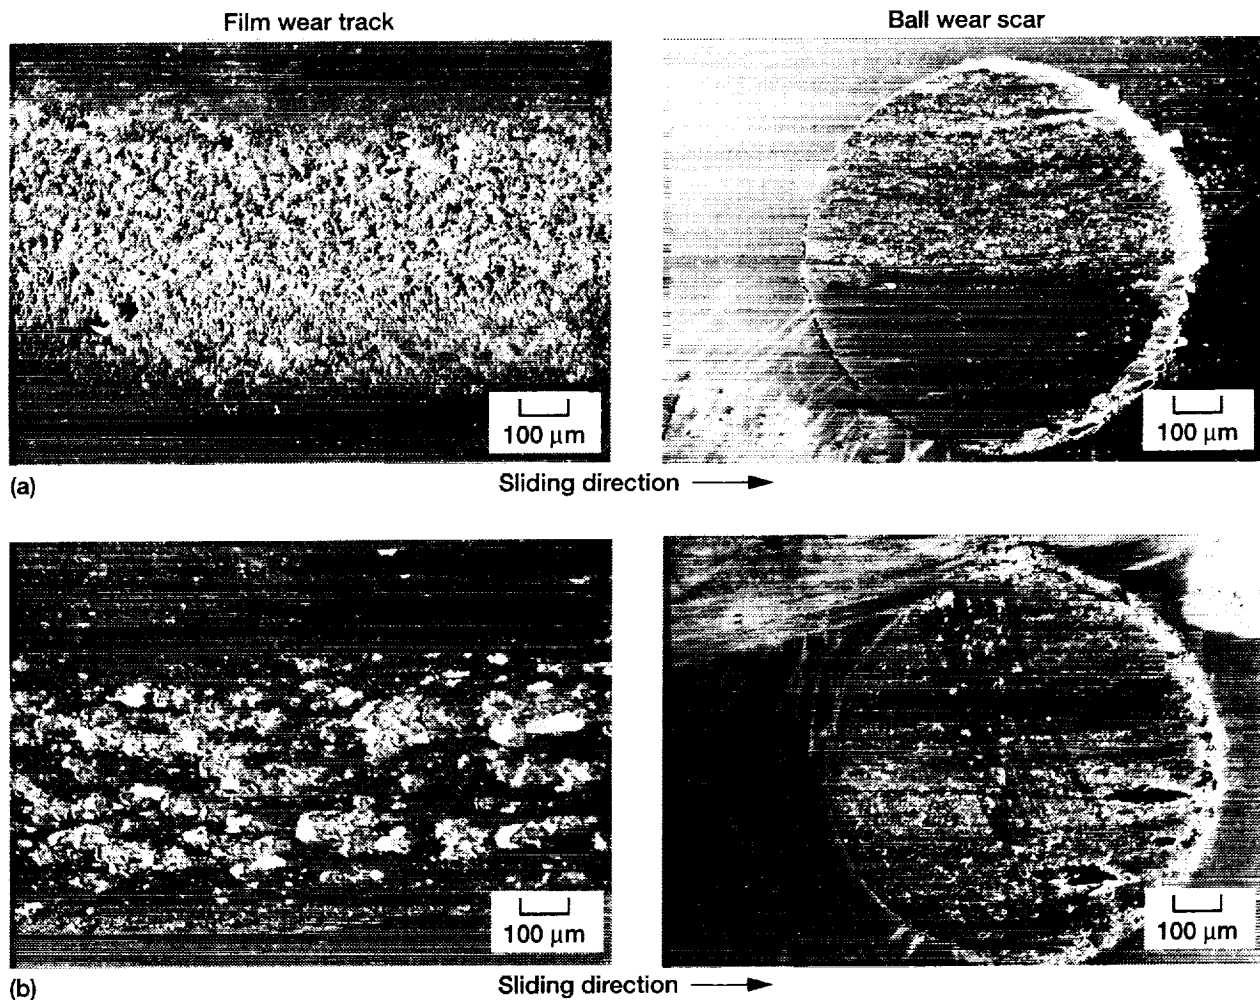 Film wear track
Ball wear scar
100 µm
100 µm
(a)
Sliding direction
100 µm
100 µm
(b)
Sliding direction